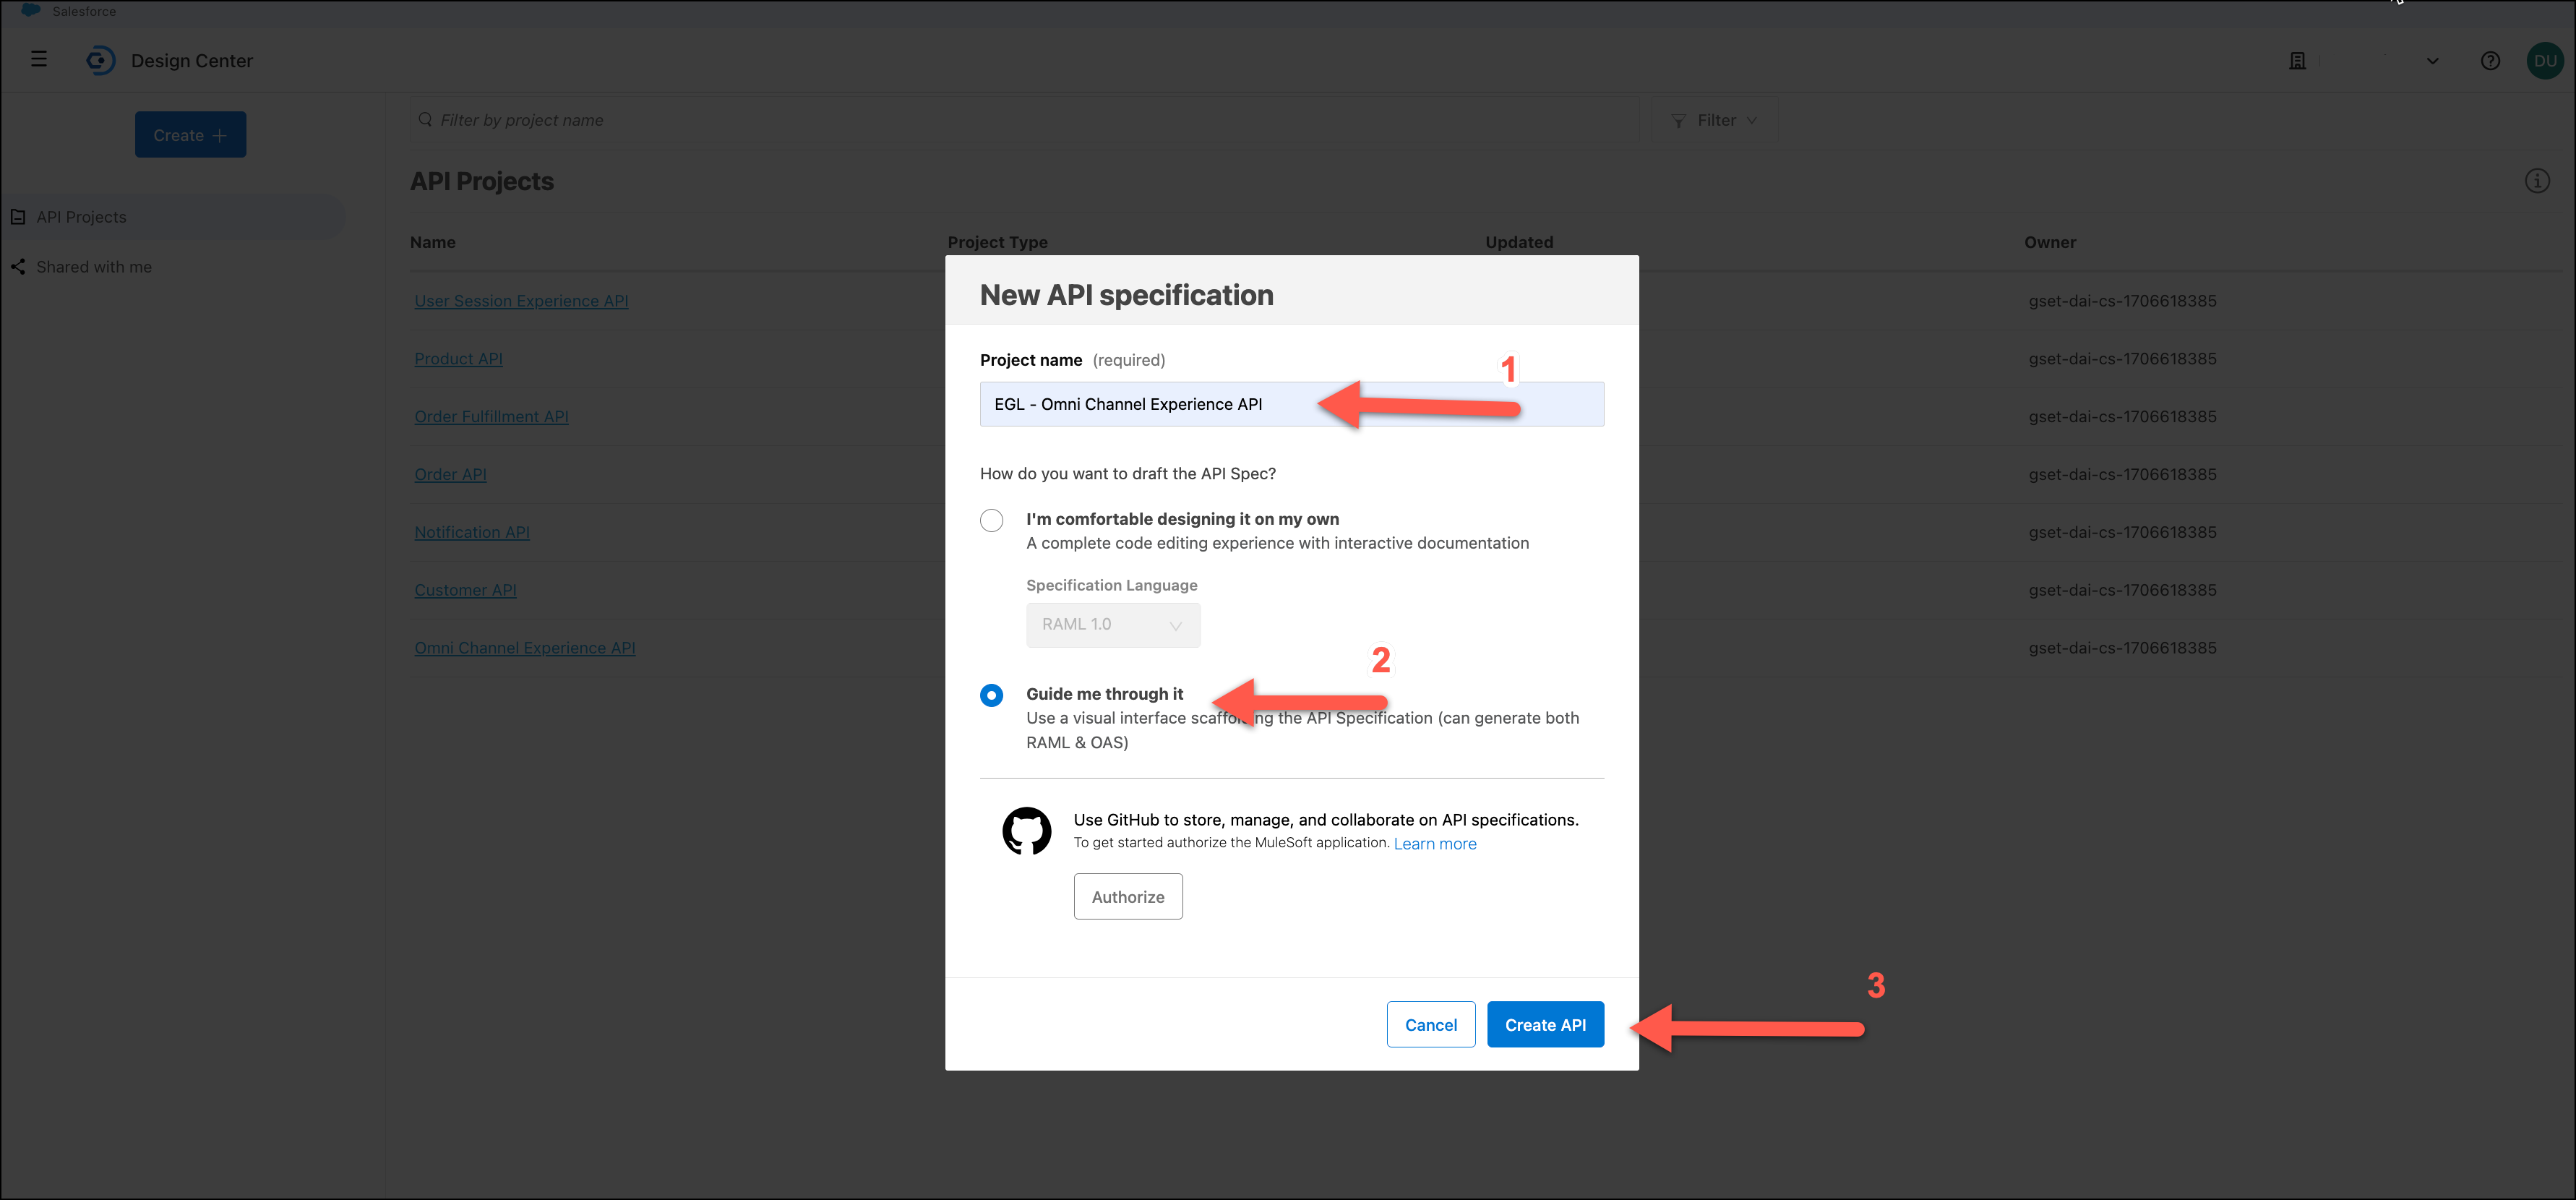 Salesforce
Design Center
DU
Create
Filter by project name
Filter
API Projects
API Projects
Shared with me
Name Project Type Updated Owner
User Session Experience API gset-dai-cs-1706618385
Product API gset-dai-cs-1706618385
Order Fulfillment API gset-dai-cs-1706618385
Order API gset-dai-cs-1706618385
Notification API gset-dai-cs-1706618385
Customer API gset-dai-cs-1706618385
Omni Channel Experience API gset-dai-cs-1706618385
New API specification
Project name (required)
1
EGL - Omni Channel Experience API
How do you want to draft the API Spec?
I'm comfortable designing it on my own
A complete code editing experience with interactive documentation
Specification Language
RAML 1.0
2
Guide me through it
Use a visual interface scaffolding the API Specification (can generate both
RAML & OAS)
Use GitHub to store, manage, and collaborate on API specifications.
To get started authorize the MuleSoft application. Learn more
Authorize
3
Cancel
Create API